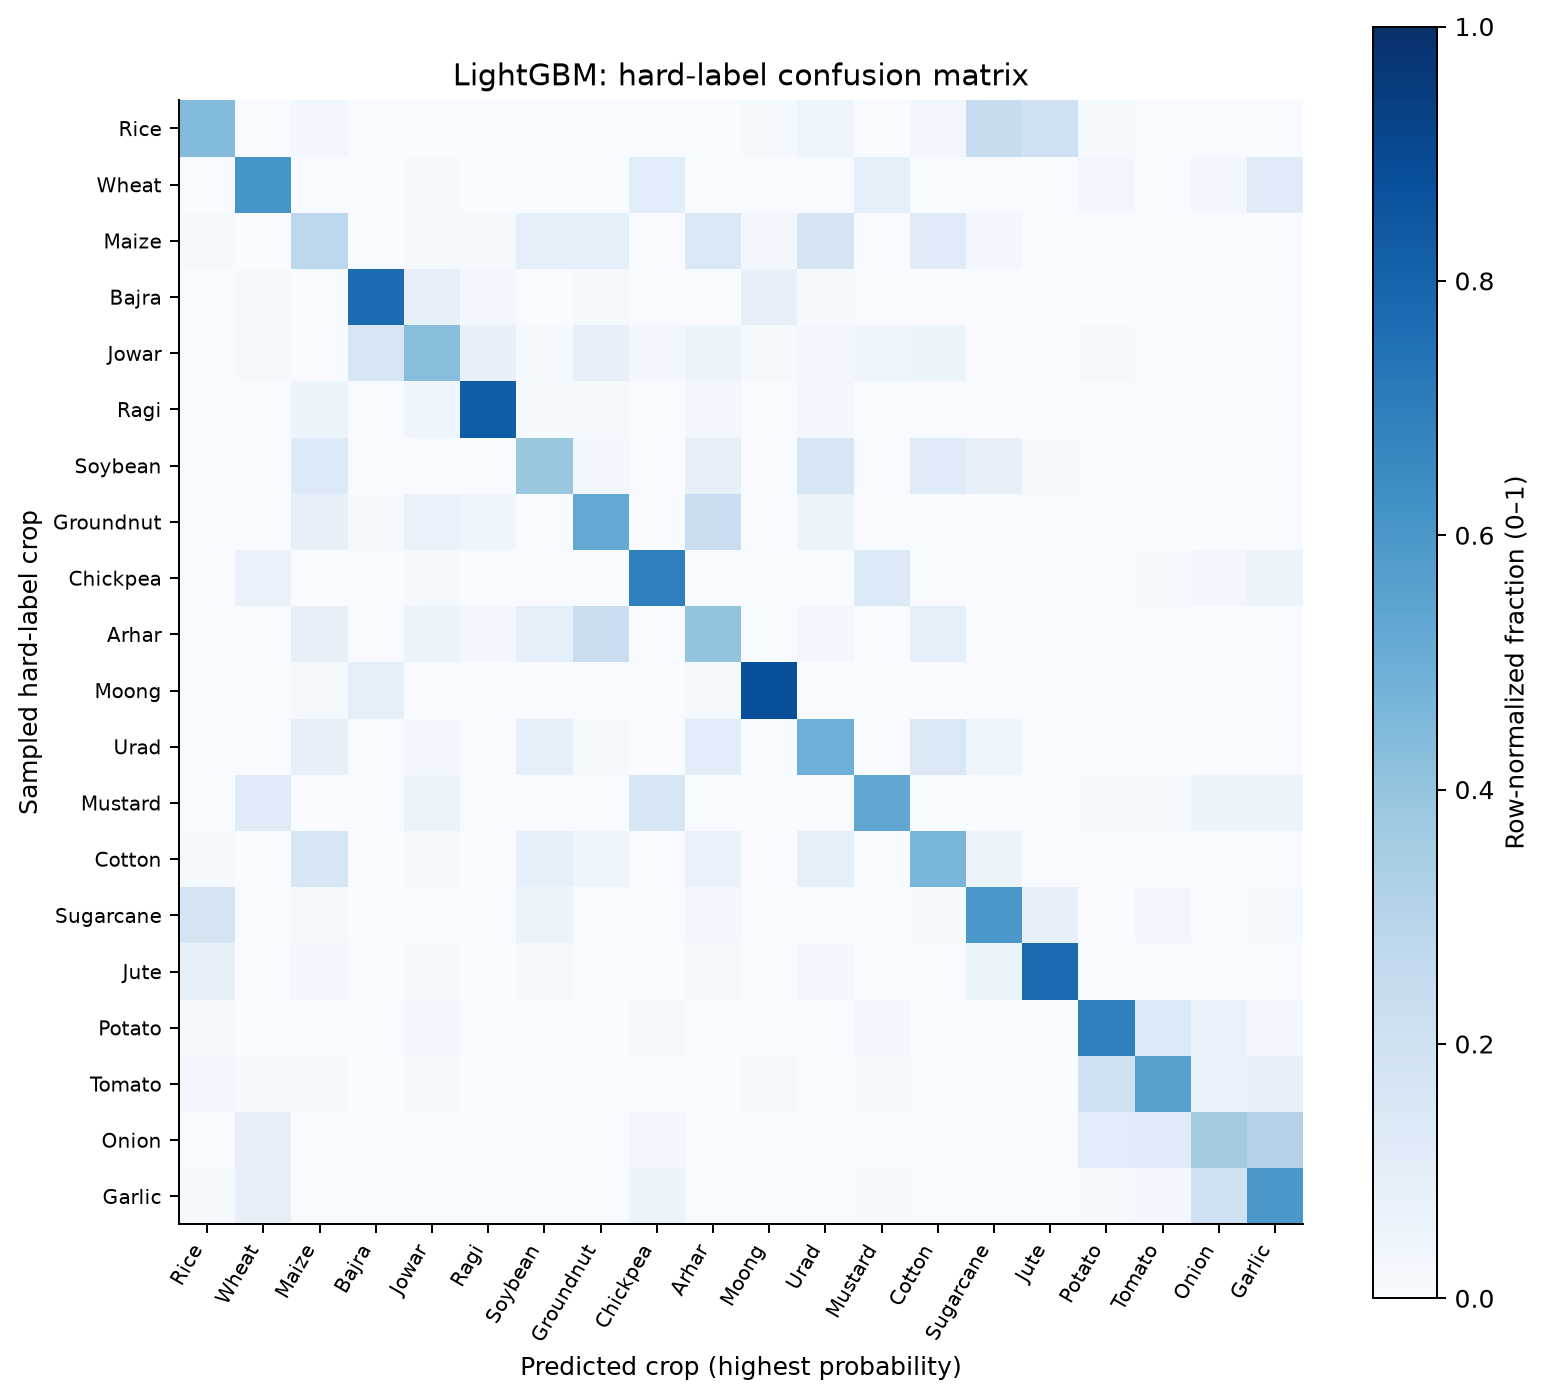 LightGBM: hard-label confusion matrix
Sampled hard-label crop
Rice
Wheat
Maize
Bajra
Jowar
Ragi
Soybean
Groundnut
Chickpea
Arhar
Moong
Urad
Mustard
Cotton
Sugarcane
Jute
Potato
Tomato
Onion
Garlic
Rice
Wheat
Maize
Bajra
Jowar
Ragi
Soybean
Groundnut
Chickpea
Arhar
Moong
Urad
Mustard
Cotton
Sugarcane
Jute
Potato
Tomato
Onion
Garlic
Predicted crop (highest probability)
1.0
0.8
0.6
0.4
0.2
0.0
Row-normalized fraction (0–1)